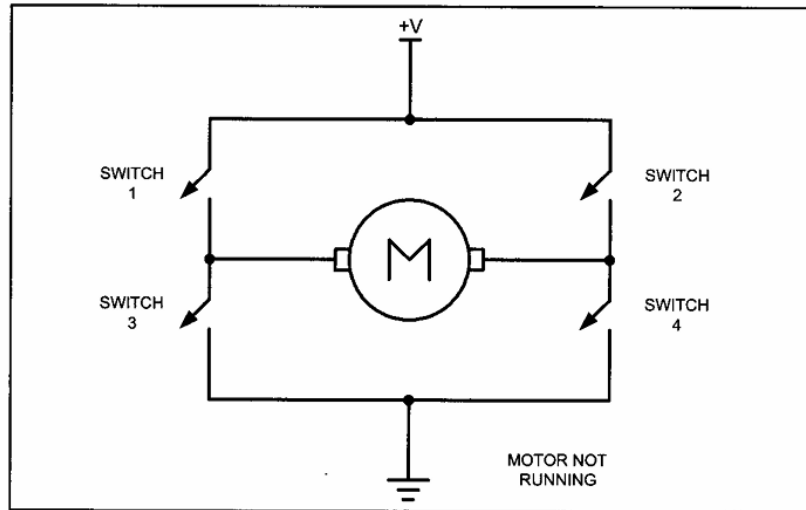 +V
SWITCH
1
SWITCH
2
M
SWITCH
3
SWITCH
4
MOTOR NOT
RUNNING